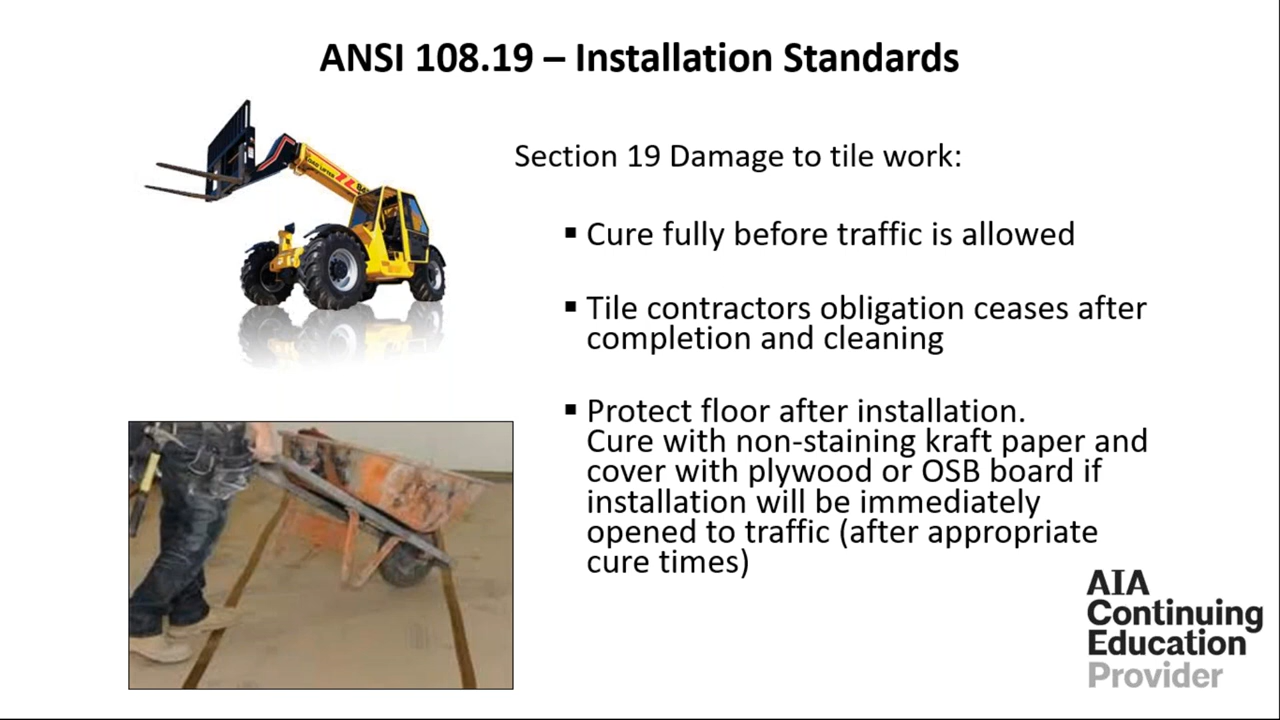 ANSI 108.19 – Installation Standards
Section 19 Damage to tile work:
▪ Cure fully before traffic is allowed
▪ Tile contractors obligation ceases after
completion and cleaning
▪ Protect floor after installation.
Cure with non-staining kraft paper and
cover with plywood or OSB board if
installation will be immediately
opened to traffic (after appropriate
cure times)
AIA
Continuing
Education
Provider